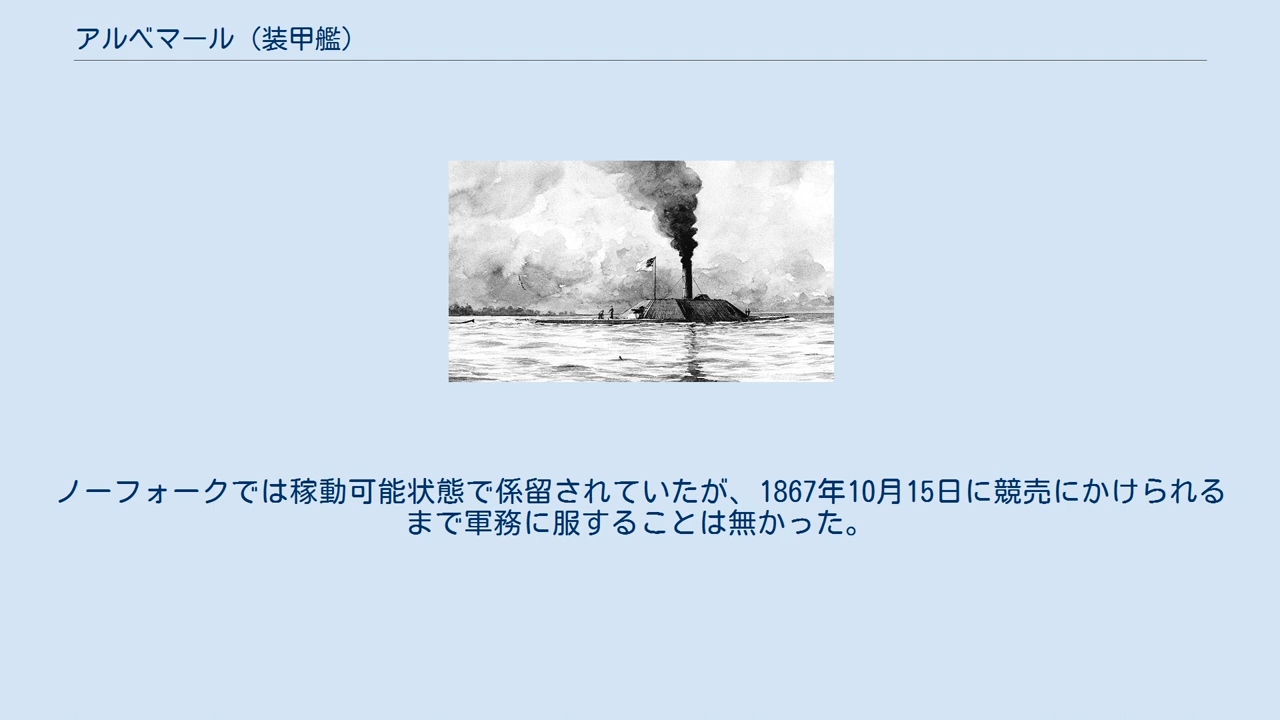 アルベマール（装甲艦）
ノーフォークでは稼動可能状態で係留されていたが、1867年10月15日に競売にかけられる
まで軍務に服することは無かった。